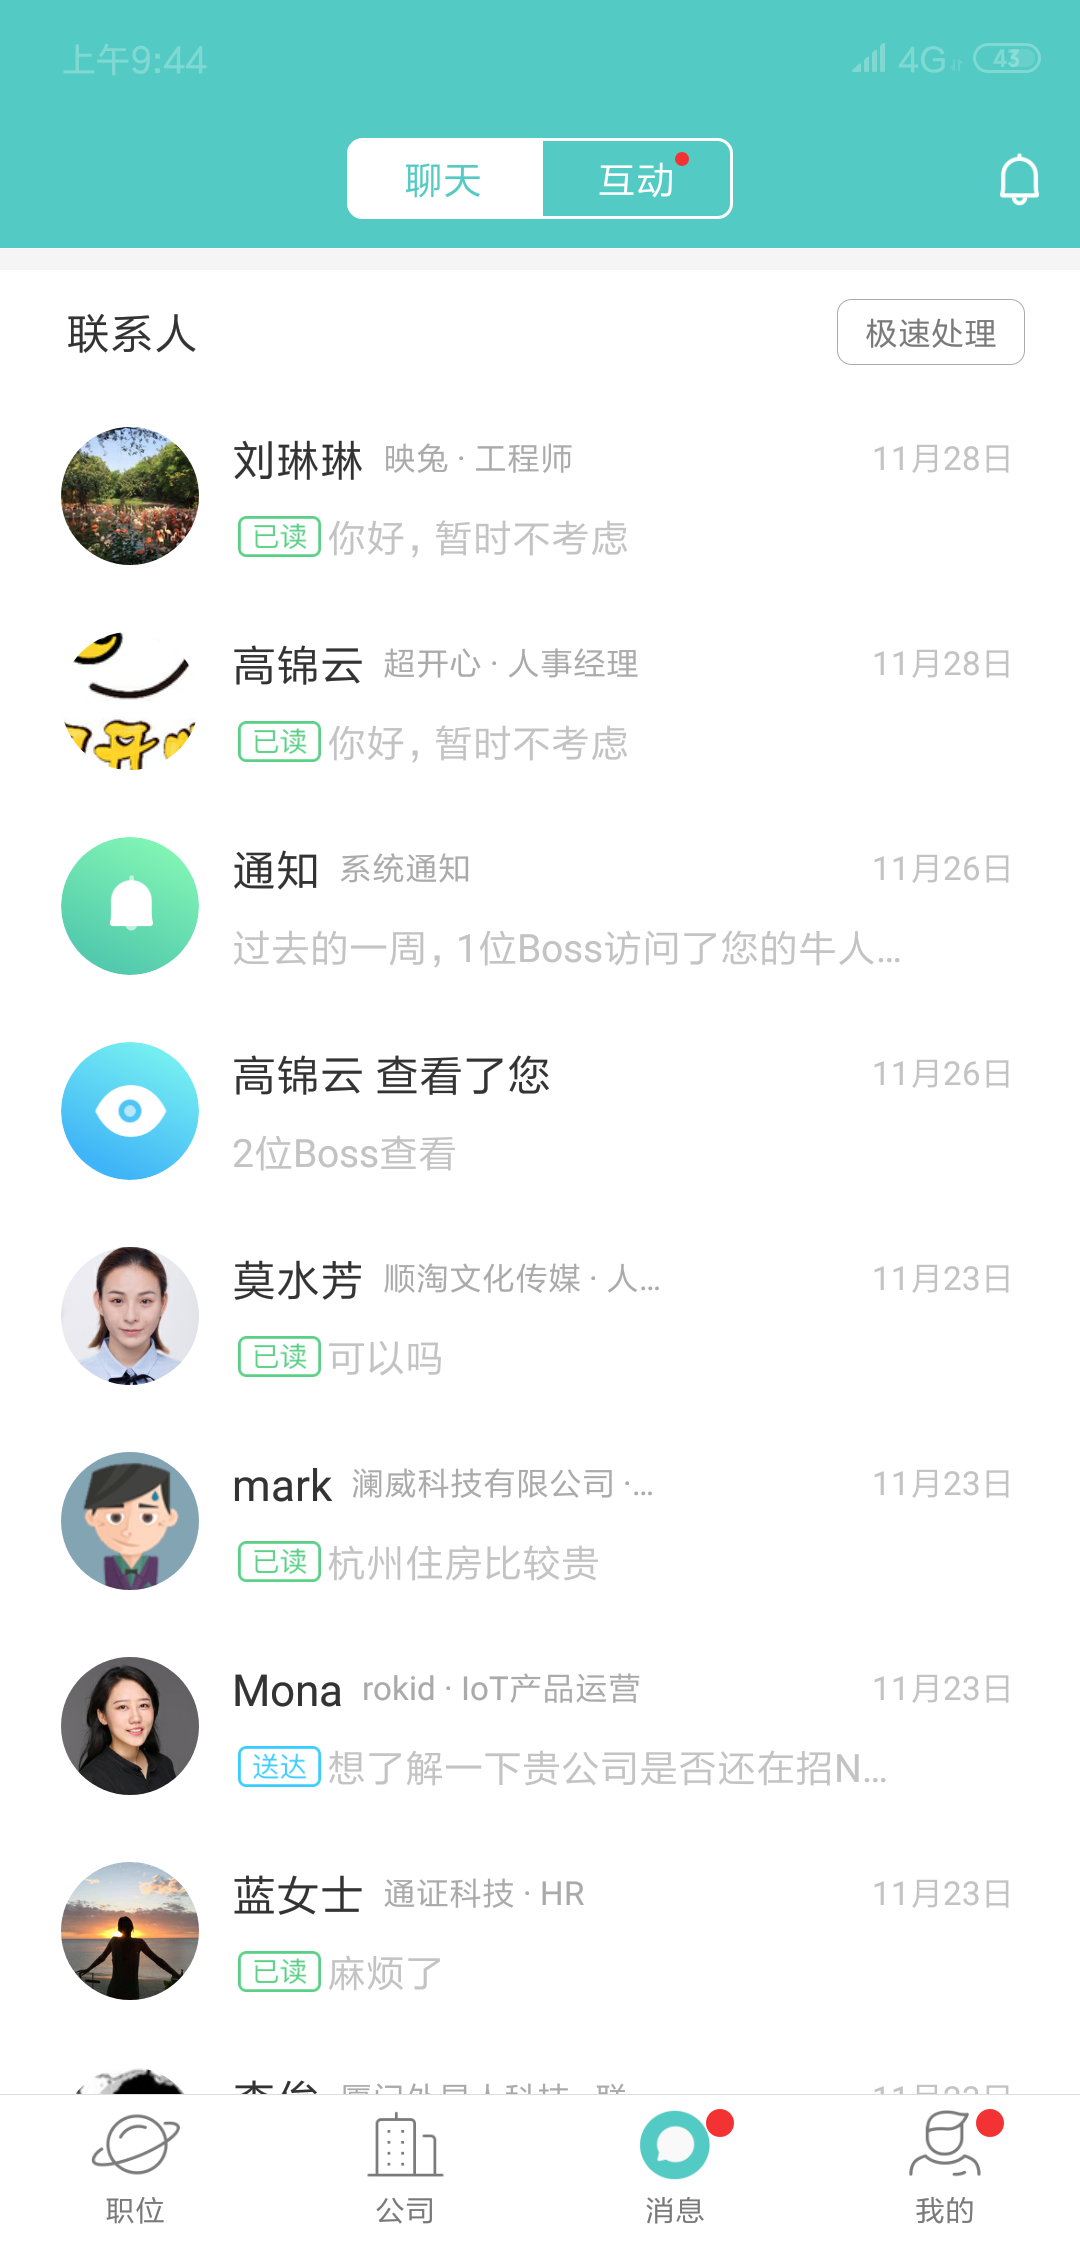 上午9:44
4G
43
聊天
互动
联系人
极速处理
刘琳琳 映兔 · 工程师 11月28日
已读 你好，暂时不考虑
高锦云 超开心 · 人事经理 11月28日
已读 你好，暂时不考虑
通知 系统通知 11月26日
过去的一周，1位Boss访问了您的牛人...
高锦云 查看了您 11月26日
2位Boss查看
莫水芳 顺淘文化传媒 · 人... 11月23日
已读 可以吗
mark 澜威科技有限公司 ·... 11月23日
已读 杭州住房比较贵
Mona rokid · IoT产品运营 11月23日
送达 想了解一下贵公司是否还在招N...
蓝女士 通证科技 · HR 11月23日
已读 麻烦了
职位
公司
消息
我的